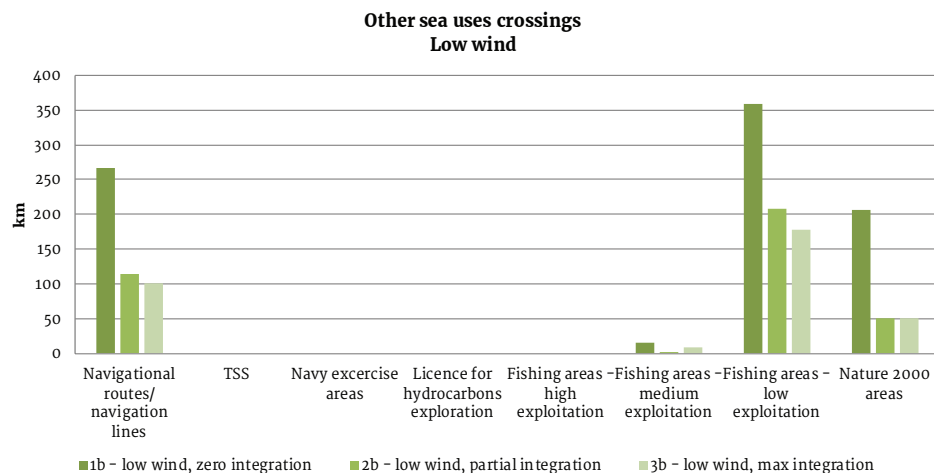 Other sea uses crossings
Low wind
400
350
300
250
200
150
100
50
0
km
Navigational routes/ navigation lines
TSS
Navy excercise areas
Licence for hydrocarbons exploration
Fishing areas – high exploitation
Fishing areas – medium exploitation
Fishing areas – low exploitation
Nature 2000 areas
1b – low wind, zero integration
2b – low wind, partial integration
3b – low wind, max integration